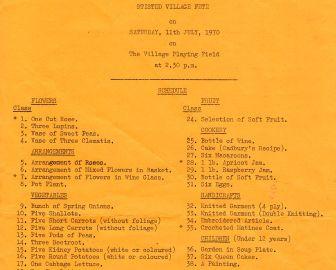 STISTED VILLAGE FETE
on
SATURDAY, 11th JULY, 1970
on
The Village Playing Field
at 2.30 p.m.
SCHEDULE
FLOWERS
Class
* 1. One Cut Rose.
2. Three Lupins.
3. Vase of Sweet Peas.
4. Vase of Three Clematis.
ARRANGEMENTS
5. Arrangement of Roses.
6. Arrangement of Mixed Flowers in Basket.
* 7. Arrangement of Flowers in Wine Glass.
8. Pot Plant.
VEGETABLES
9. Bunch of Spring Onions.
10. Five Shallots.
11. Five Short Carrots (without foliage)
12. Five Long Carrots (without foliage)
13. Six Pods of Peas.
14. Three Beetroot.
15. Five Kidney Potatoes (white or coloured)
16. Five Round Potatoes (white or coloured)
One Cabbage Lettuce.
FRUIT
Class
24. Selection of Soft Fruit.
COOKERY
25. Bottle of Wine.
26. Cake (Cadbury's Recipe).
27. Six Macaroons.
* 28. 1 lb. Apricot Jam.
29. 1 lb. Raspberry Jam.
30. Bottle of Soft Fruit.
31. Six Eggs.
HANDICRAFTS
32. Knitted Garment (4 ply).
33. Knitted Garment (Double Knitting).
34. Embroidered Article.
* 35. Crocheted Hatinee Coat.
CHILDREN (Under 12 years)
36. Garden in Soup Plate.
37. Six Queen Cakes.
38. A Painting.